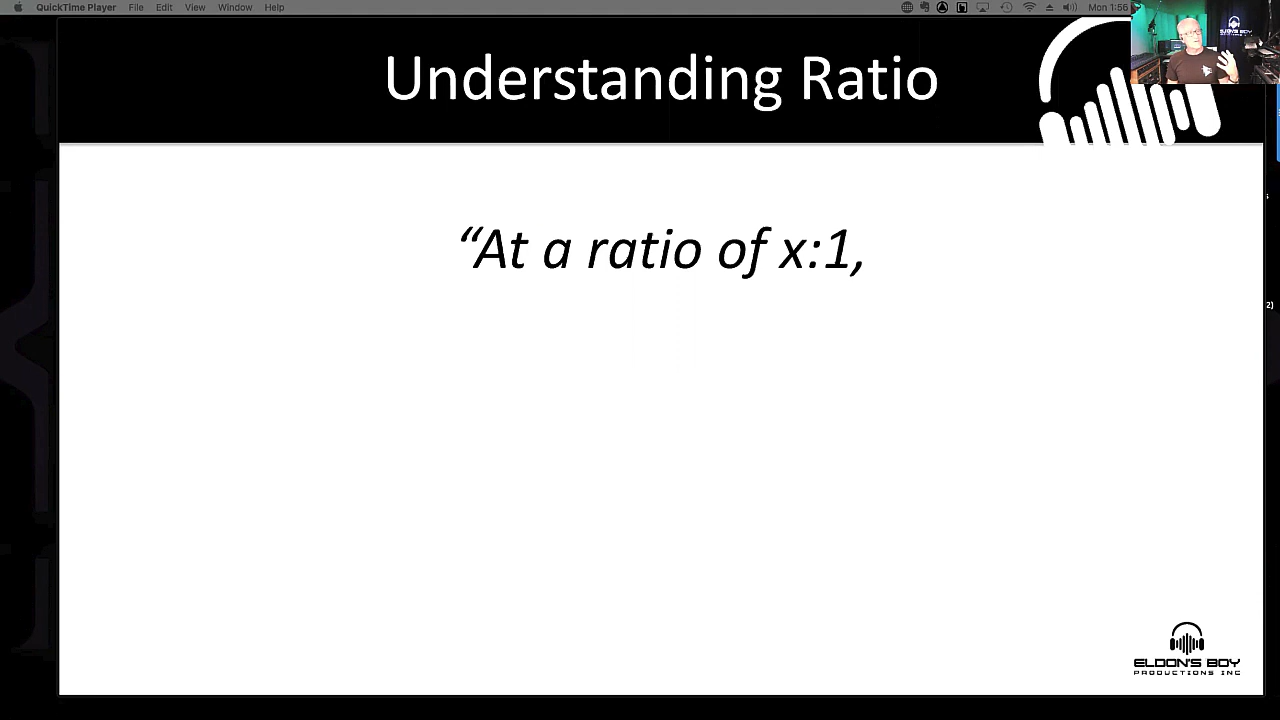 QuickTime Player File Edit View Window Help Mon 1:56
Understanding Ratio
“At a ratio of x:1,
2)
ELDON'S BOY
PRODUCTIONS INC